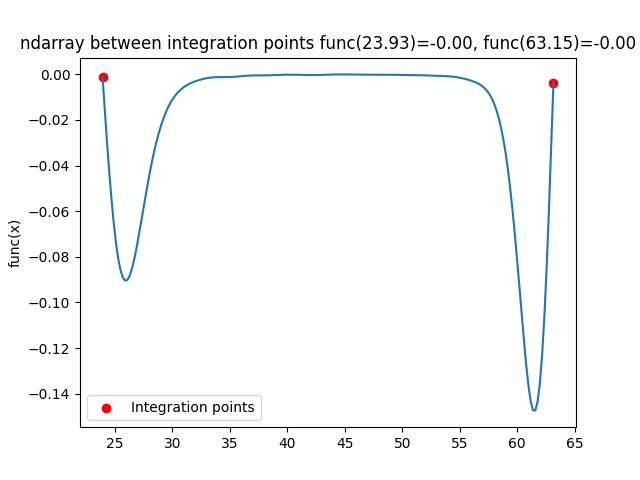 ndarray between integration points func(23.93)=-0.00, func(63.15)=-0.00
0.00
−0.02
−0.04
−0.06
−0.08
−0.10
−0.12
−0.14
func(x)
Integration points
25 30 35 40 45 50 55 60 65